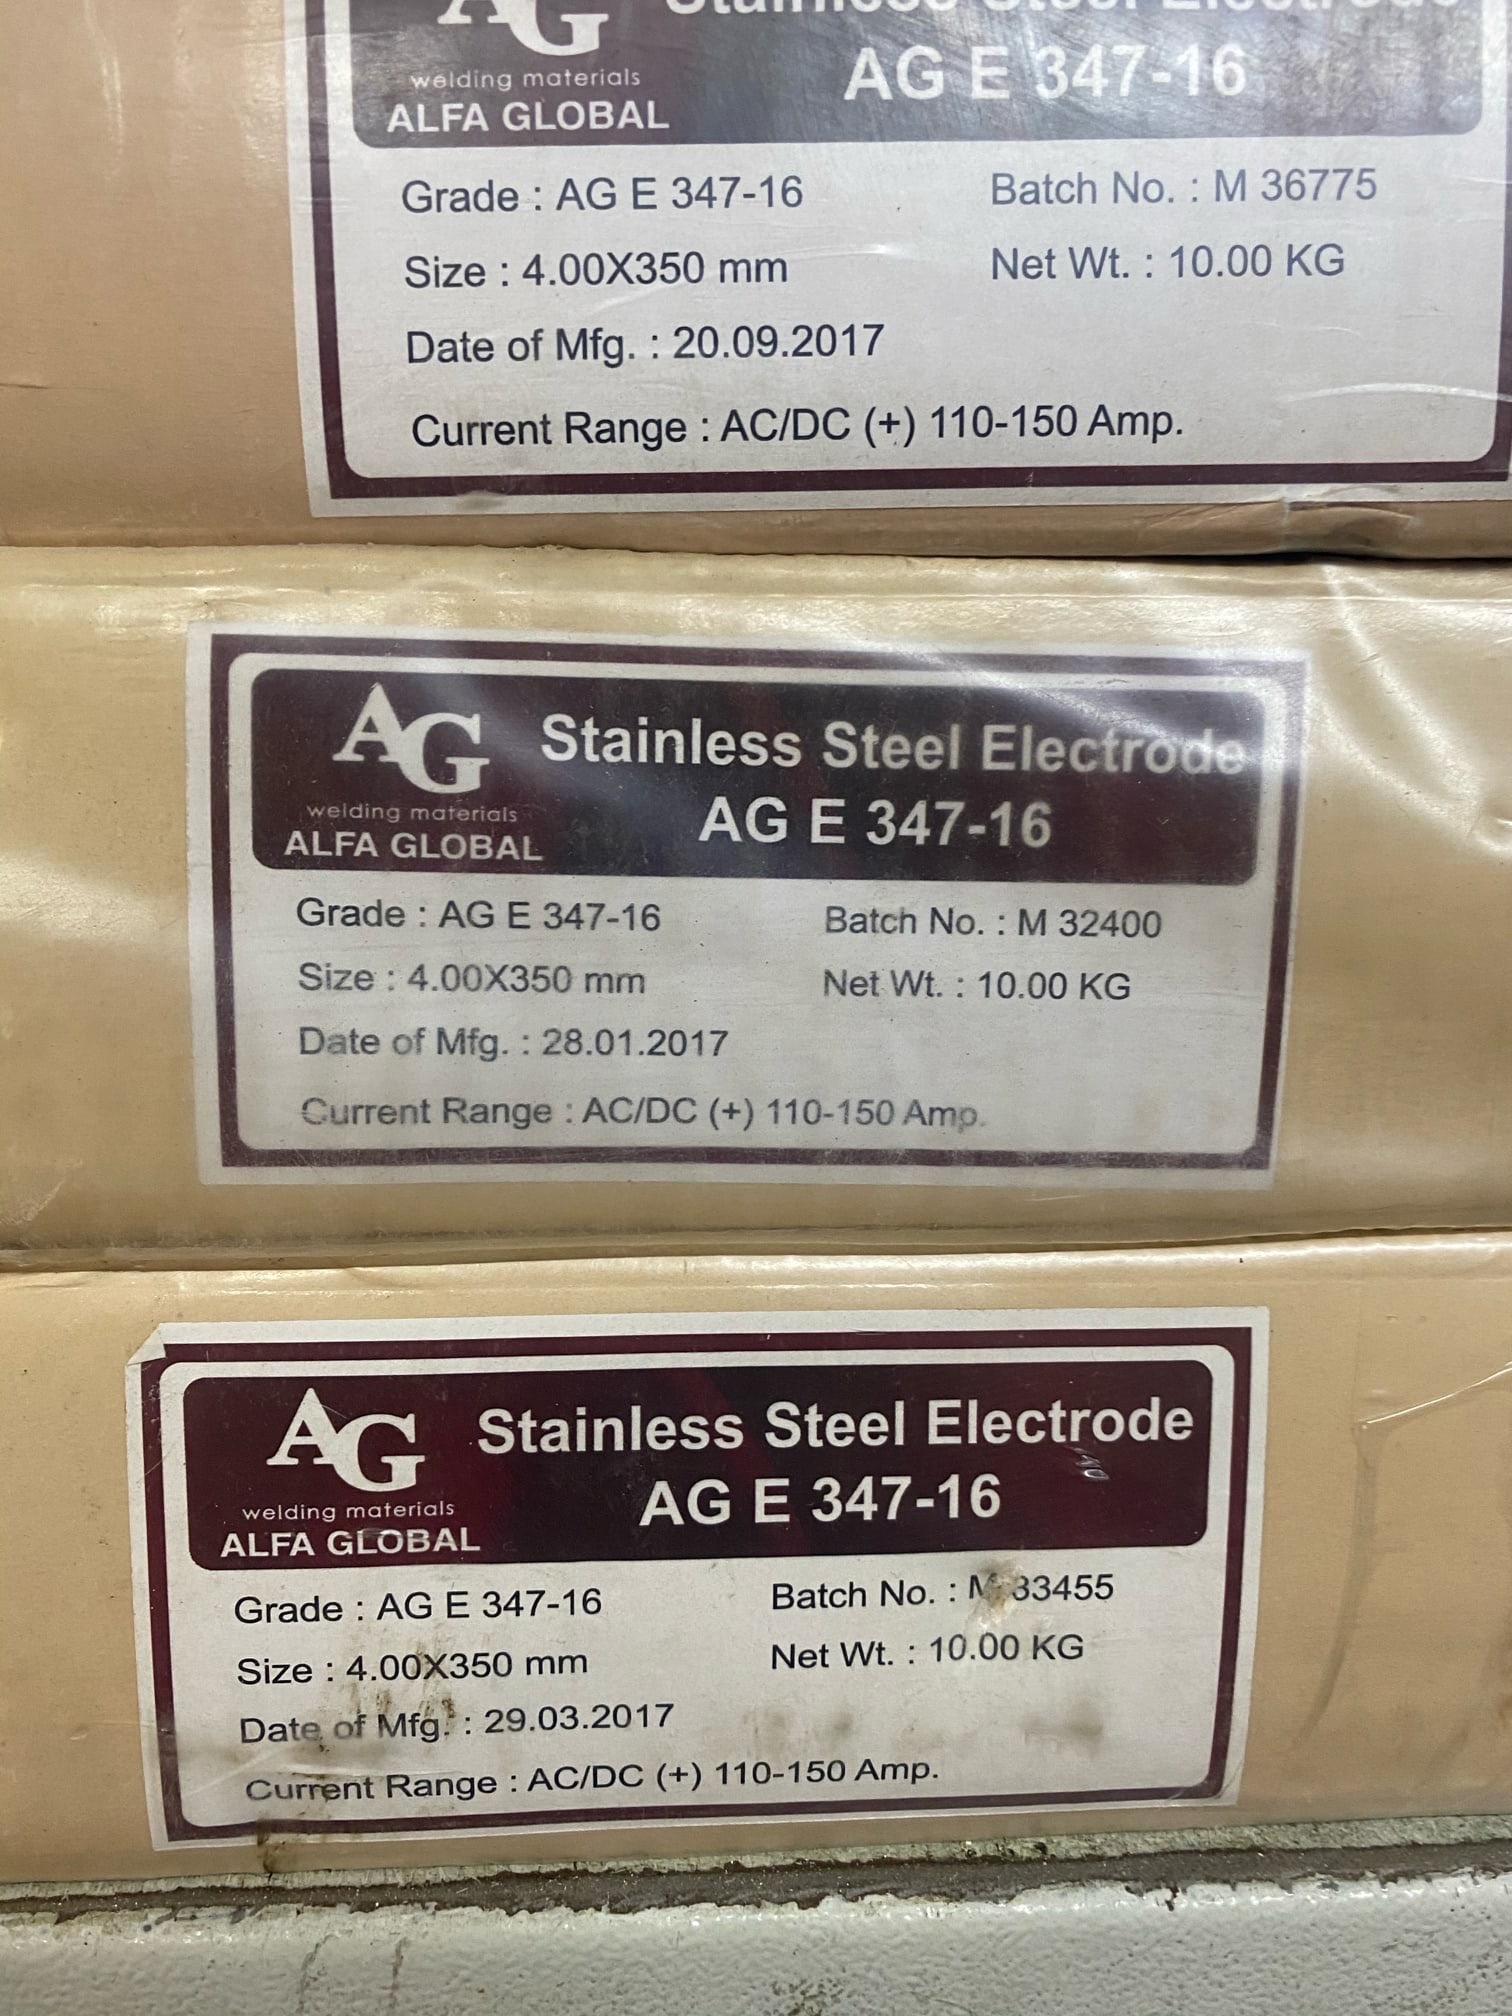 AG Stainless Steel Electrode
welding materials AG E 347-16
ALFA GLOBAL
Grade : AG E 347-16 Batch No. : M 36775
Size : 4.00X350 mm Net Wt. : 10.00 KG
Date of Mfg. : 20.09.2017
Current Range : AC/DC (+) 110-150 Amp.
AG Stainless Steel Electrode
AG E 347-16
welding materials
ALFA GLOBAL
Grade : AG E 347-16 Batch No. : M 32400
Size : 4.00X350 mm Net Wt. : 10.00 KG
Date of Mfg. : 28.01.2017
Current Range : AC/DC (+) 110-150 Amp.
AG Stainless Steel Electrode
AG E 347-16
welding materials
ALFA GLOBAL
Grade : AG E 347-16 Batch No. : M 33455
Size : 4.00X350 mm Net Wt. : 10.00 KG
Date of Mfg. : 29.03.2017
Current Range : AC/DC (+) 110-150 Amp.